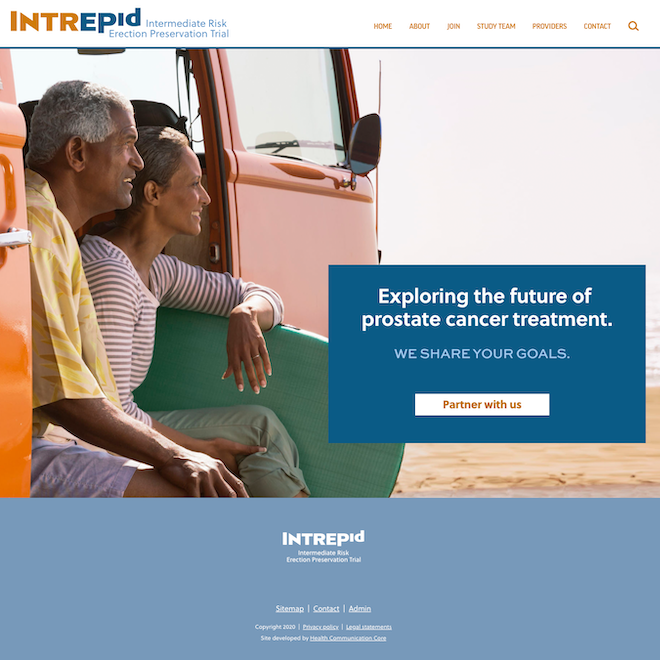 INTREPId Intermediate Risk
Erection Preservation Trial
HOME ABOUT JOIN STUDY TEAM PROVIDERS CONTACT
Exploring the future of
prostate cancer treatment.
WE SHARE YOUR GOALS.
Partner with us
INTREPId
Intermediate Risk
Erection Preservation Trial
Sitemap | Contact | Admin
Copyright 2020 | Privacy policy | Legal statements
Site developed by Health Communication Core